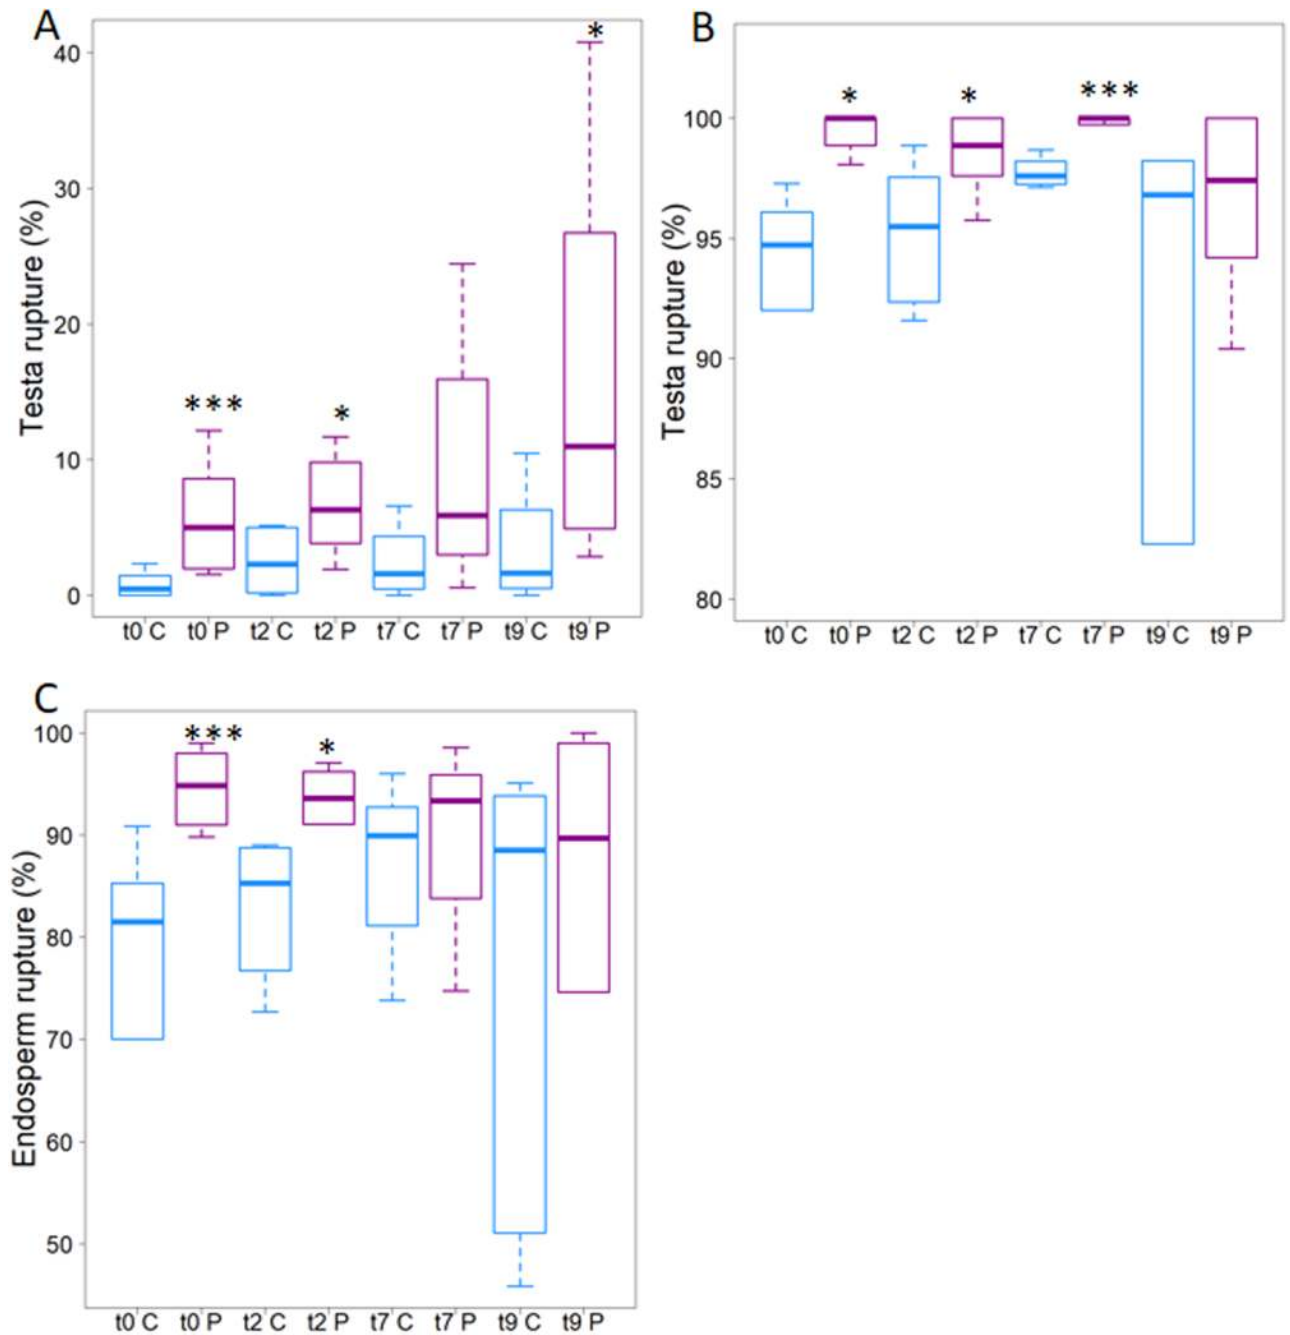 A
Testa rupture (%)
40
30
20
10
0
*** * *
t0 C t0 P t2 C t2 P t7 C t7 P t9 C t9 P
B
Testa rupture (%)
100
95
90
85
80
* * ***
t0 C t0 P t2 C t2 P t7 C t7 P t9 C t9 P
C
Endosperm rupture (%)
100
90
80
70
60
50
*** *
t0 C t0 P t2 C t2 P t7 C t7 P t9 C t9 P